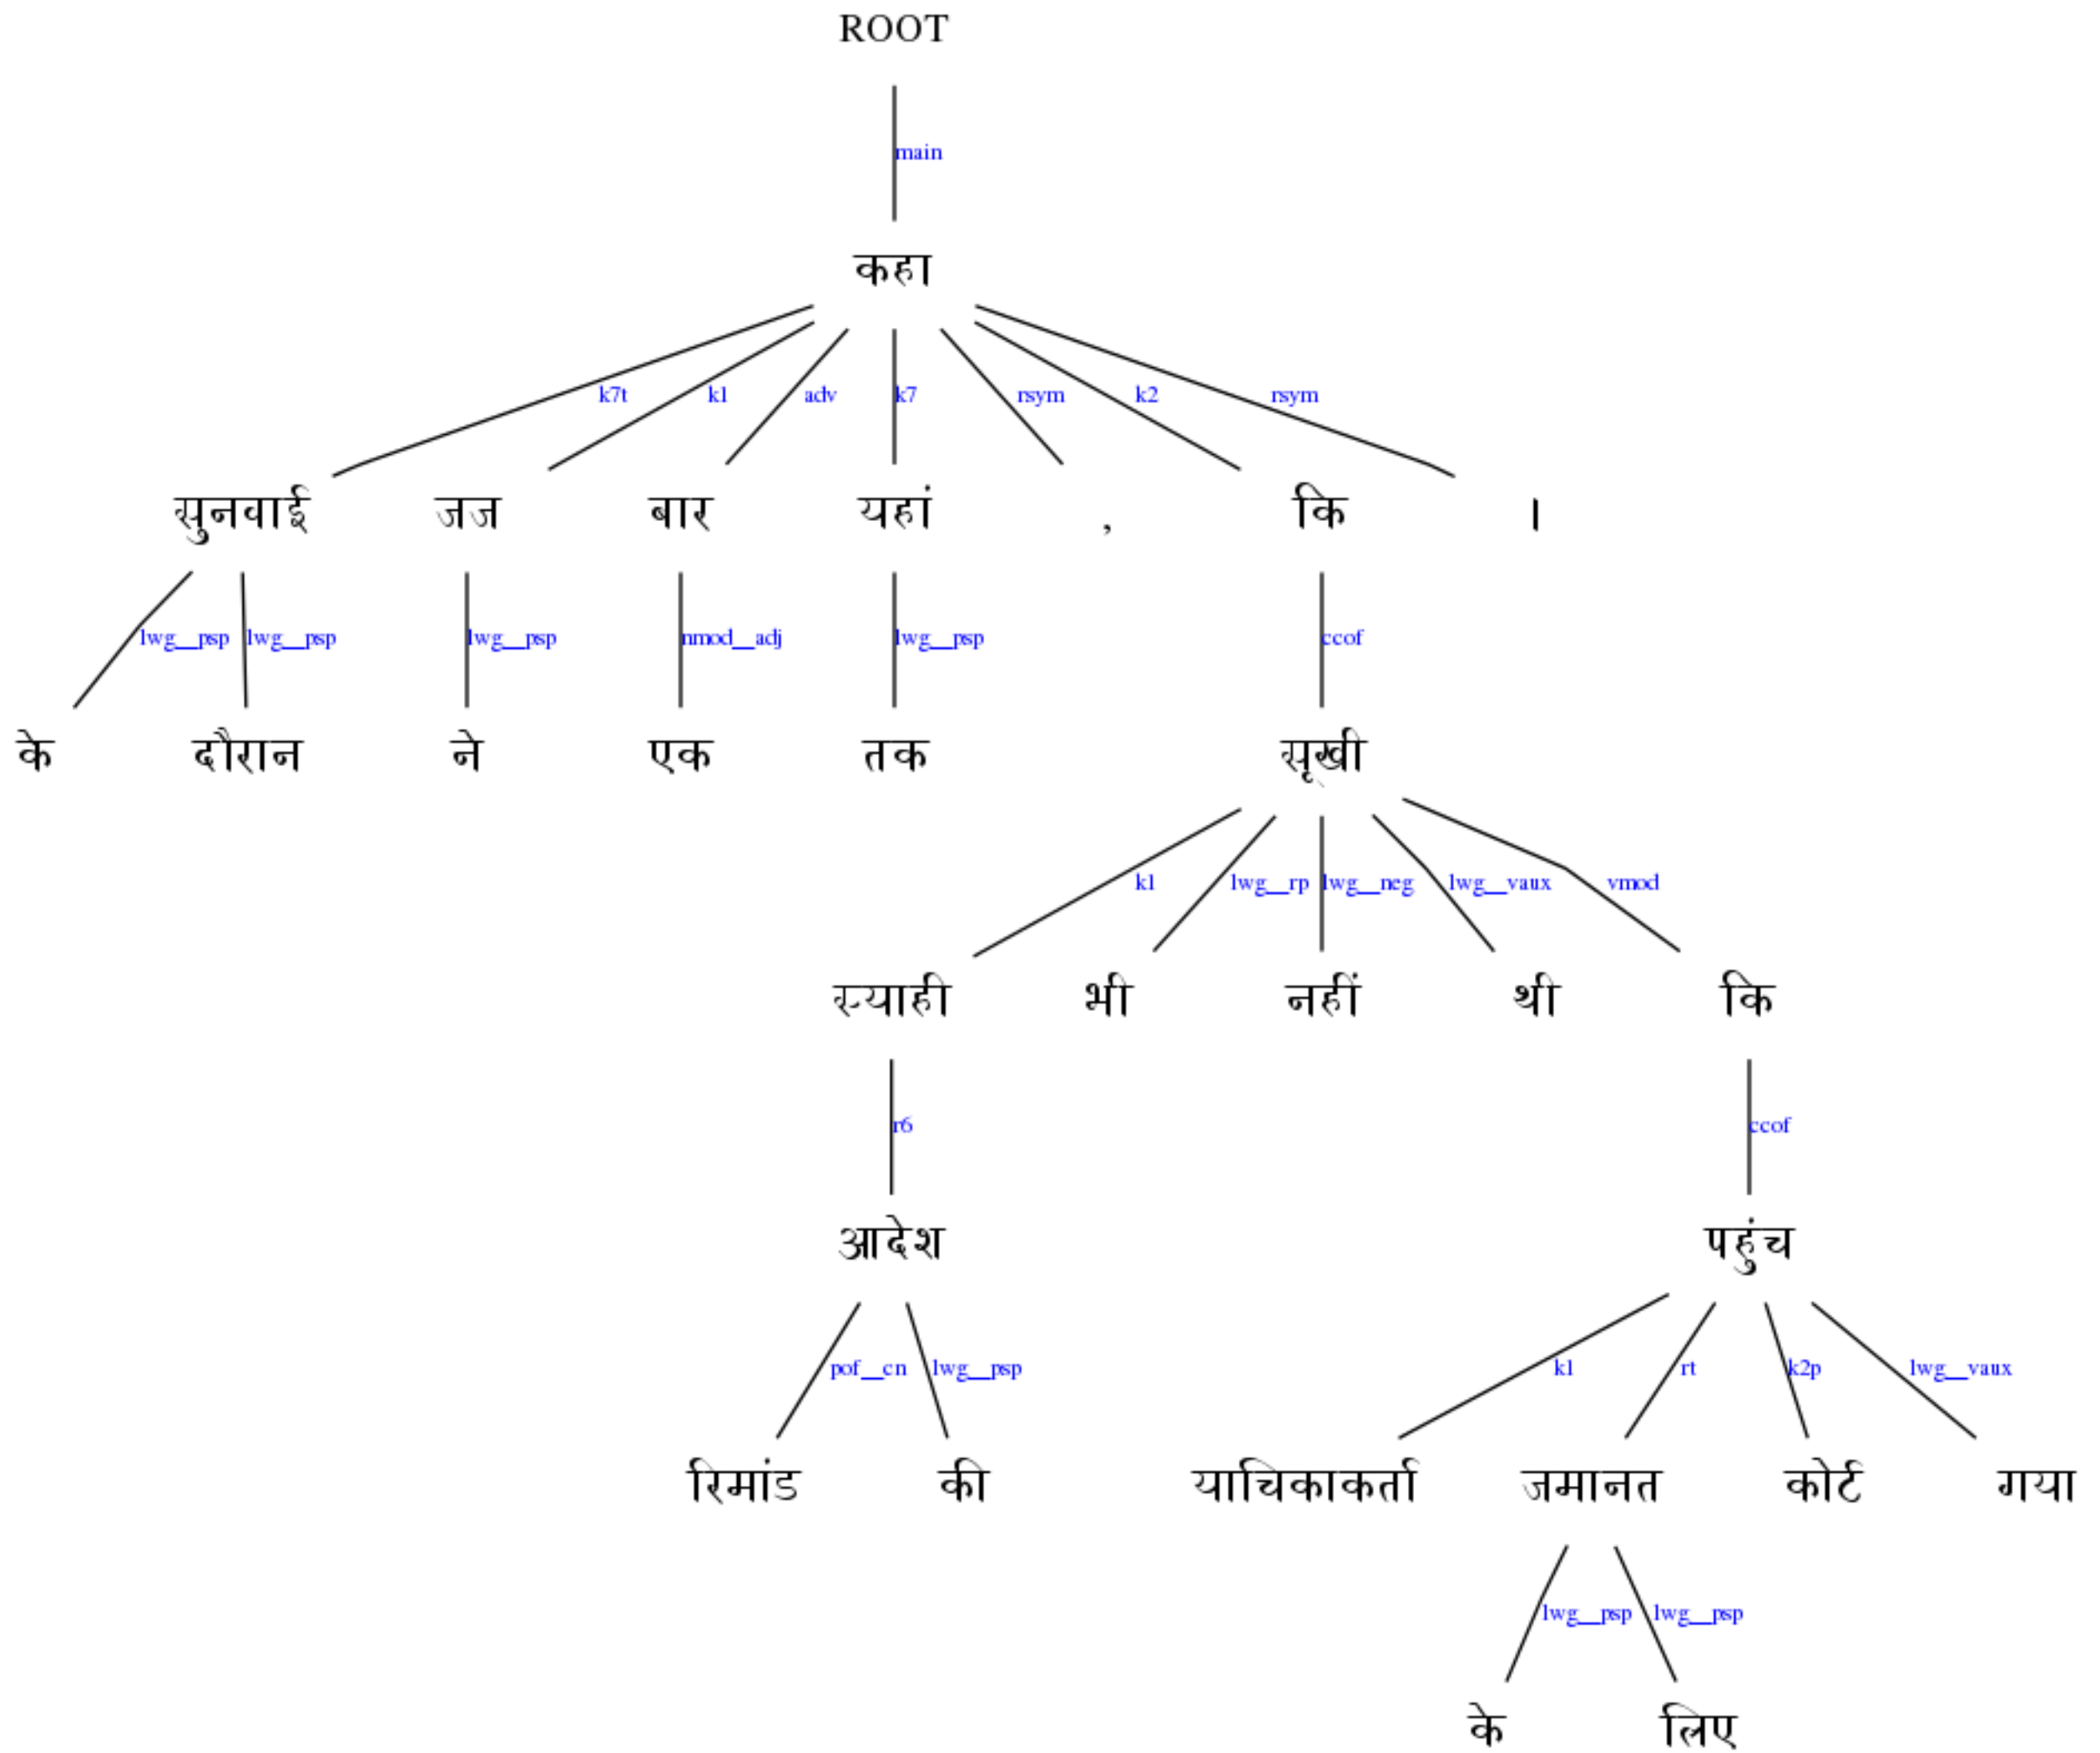 ROOT
main
कहा
k7t k1 adv k7 rsym k2 rsym
सुनवाई जज बार यहां , कि ।
lwg__psp lwg__psp lwg__psp nmod__adj lwg__psp ccof
के दौरान ने एक तक सूखी
k1 lwg__rp lwg__neg lwg__vaux vmod
स्याही भी नहीं थी कि
r6 ccof
आदेश पहुंच
pof__cn lwg__psp k1 rt k2p lwg__vaux
रिमांड की याचिकाकर्ता जमानत कोर्ट गया
lwg__psp lwg__psp
के लिए